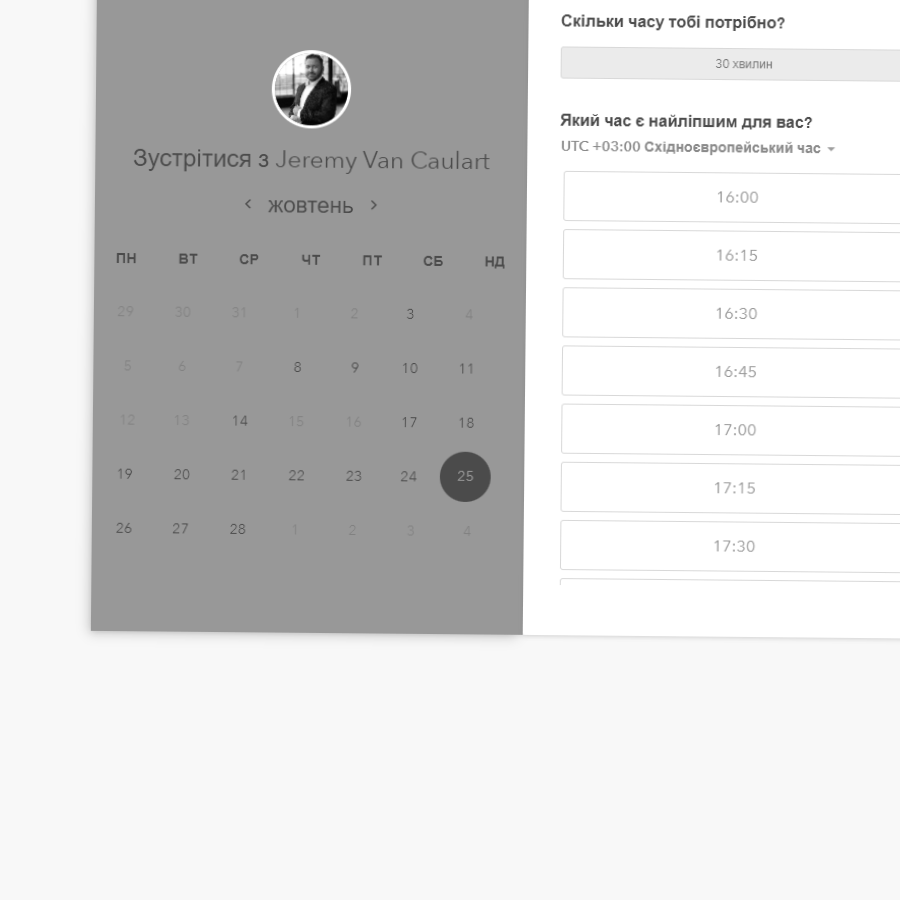 Зустрітися з Jeremy Van Caulart
‹ жовтень ›
ПН ВТ СР ЧТ ПТ СБ НД
29 30 31 1 2 3 4
5 6 7 8 9 10 11
12 13 14 15 16 17 18
19 20 21 22 23 24 25
26 27 28 1 2 3 4
Скільки часу тобі потрібно?
30 хвилин
Який час є найліпшим для вас?
UTC +03:00 Східноєвропейський час
16:00
16:15
16:30
16:45
17:00
17:15
17:30